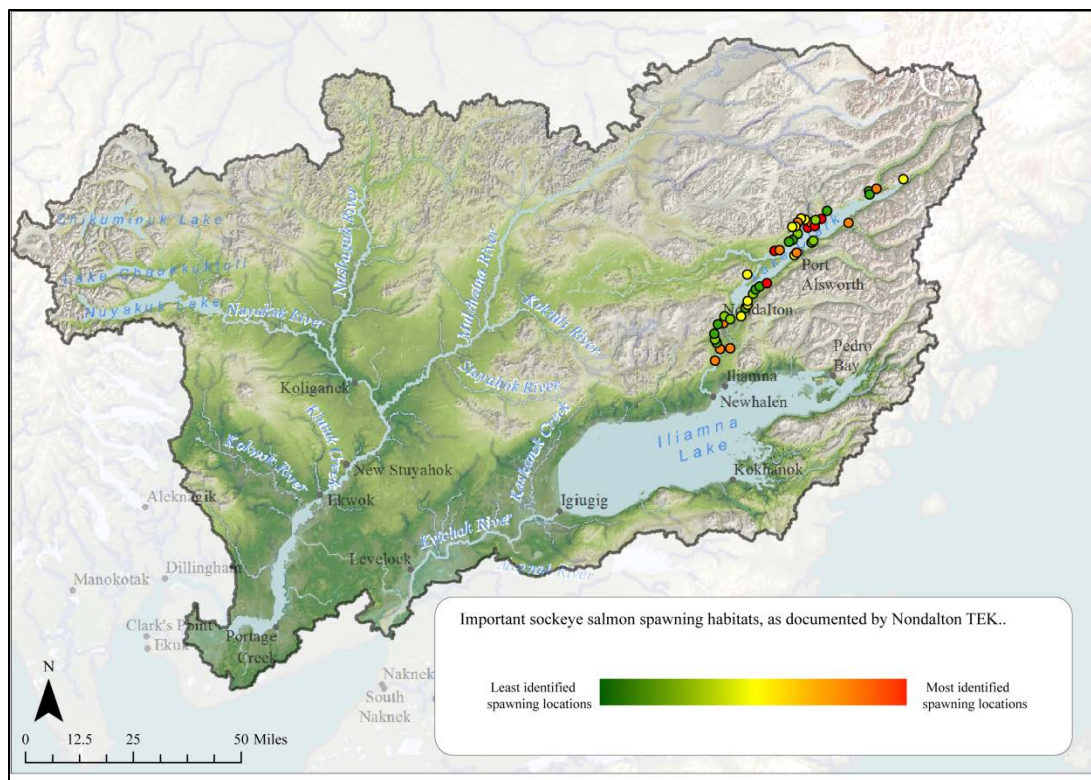 Chikuminuk Lake
Lake Chauekuktuli
Nuyakuk Lake
Nuyakuk River
Nushagak River
Mulchatna River
Koktuli River
Stuyahok River
Port
Alsworth
Nondalton
Pedro
Bay
Iliamna
Newhalen
Iliamna
Lake
Kokhanok
Koliganek
New Stuyahok
Ekwok
Kokwok River
Kaskanak Creek
Igiugig
Kvichak River
Levelock
Aleknagik
Dillingham
Manokotak
Clark's Point
Ekuk
Portage
Creek
Naknek
South
Naknek
N
0 12.5 25 50 Miles
Important sockeye salmon spawning habitats, as documented by Nondalton TEK..
Least identified
spawning locations
Most identified
spawning locations